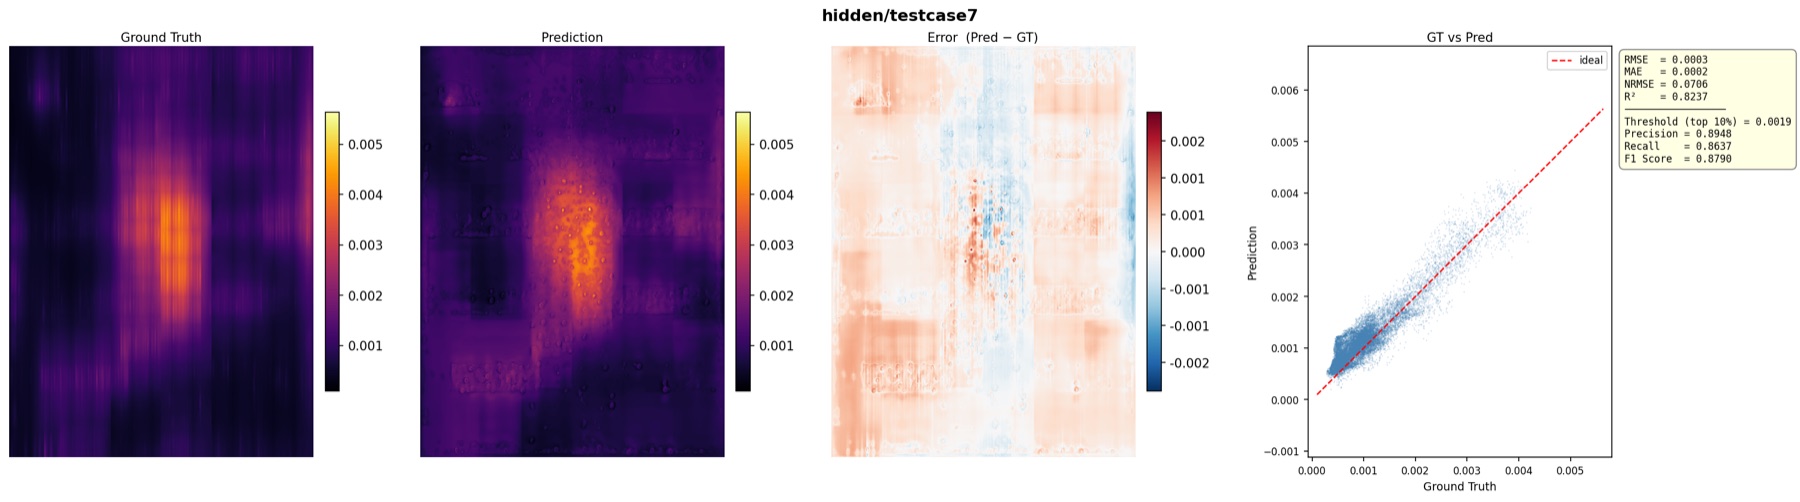 hidden/testcase7
Ground Truth
0.005
0.004
0.003
0.002
0.001
Prediction
0.005
0.004
0.003
0.002
0.001
Error  (Pred − GT)
0.002
0.001
0.001
0.000
-0.001
-0.001
-0.002
GT vs Pred
ideal
0.006
0.005
0.004
0.003
0.002
0.001
0.000
−0.001
Prediction
0.000 0.001 0.002 0.003 0.004 0.005
Ground Truth
RMSE  = 0.0003
MAE   = 0.0002
NRMSE = 0.0706
R²    = 0.8237
Threshold (top 10%) = 0.0019
Precision = 0.8948
Recall    = 0.8637
F1 Score  = 0.8790